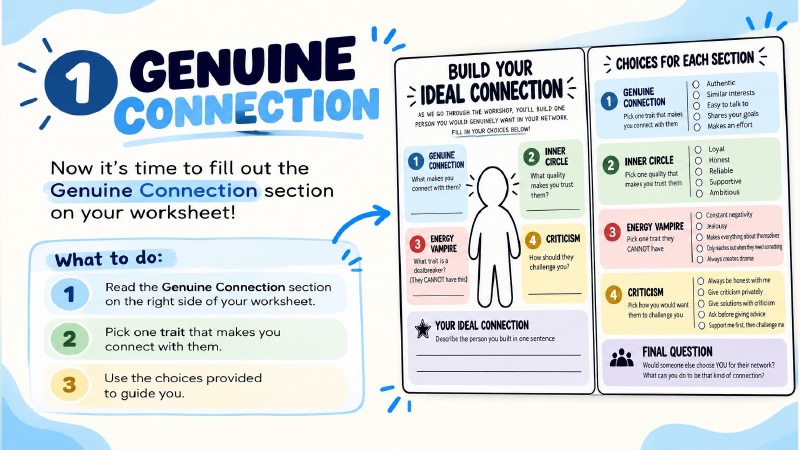 1 GENUINE
CONNECTION
Now it's time to fill out the
Genuine Connection section
on your worksheet!
What to do:
1 Read the Genuine Connection section
on the right side of your worksheet.
2 Pick one trait that makes you
connect with them.
3 Use the choices provided
to guide you.
BUILD YOUR
IDEAL CONNECTION
AS WE GO THROUGH THE WORKSHOP, YOU'LL BUILD ONE
PERSON YOU WOULD GENUINELY WANT IN YOUR NETWORK.
FILL IN YOUR CHOICES BELOW!
1 GENUINE
CONNECTION
What makes you
connect with them?
2 INNER
CIRCLE
What quality
makes you trust
them?
3 ENERGY
VAMPIRE
What trait is a
dealbreaker?
(They CANNOT have this)
4 CRITICISM
How should they
challenge you?
YOUR IDEAL CONNECTION
Describe the person you built in one sentence
CHOICES FOR EACH SECTION
1 GENUINE
CONNECTION
Pick one trait that makes
you connect with them
Authentic
Similar interests
Easy to talk to
Shares your goals
Makes an effort
2 INNER CIRCLE
Pick one quality that
makes you trust them
Loyal
Honest
Reliable
Supportive
Ambitious
3 ENERGY VAMPIRE
Pick one trait they
CANNOT have
Constant negativity
Jealousy
Makes everything about themselves
Only reaches out when they need something
Always creates drama
4 CRITICISM
Pick how you would want
them to challenge you
Always be honest with me
Give criticism privately
Give solutions with criticism
Ask before giving advice
Support me first, then challenge me
FINAL QUESTION
Would someone else choose YOU for their network?
What can you do to be that kind of connection?